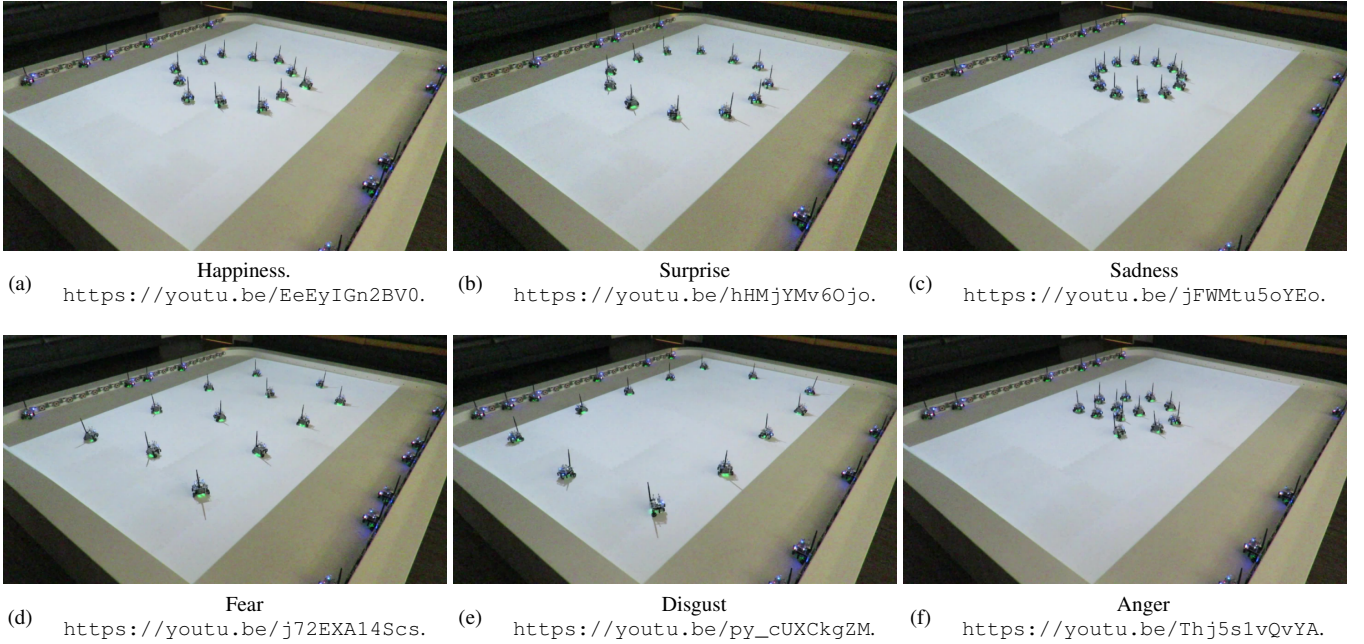 (a) Happiness.
https://youtu.be/EeEyIGn2BV0.
(b) Surprise
https://youtu.be/hHMjYMv6Ojo.
(c) Sadness
https://youtu.be/jFWMtu5oYEo.
(d) Fear
https://youtu.be/j72EXA14Scs.
(e) Disgust
https://youtu.be/py_cUXCkgZM.
(f) Anger
https://youtu.be/Thj5s1vQvYA.